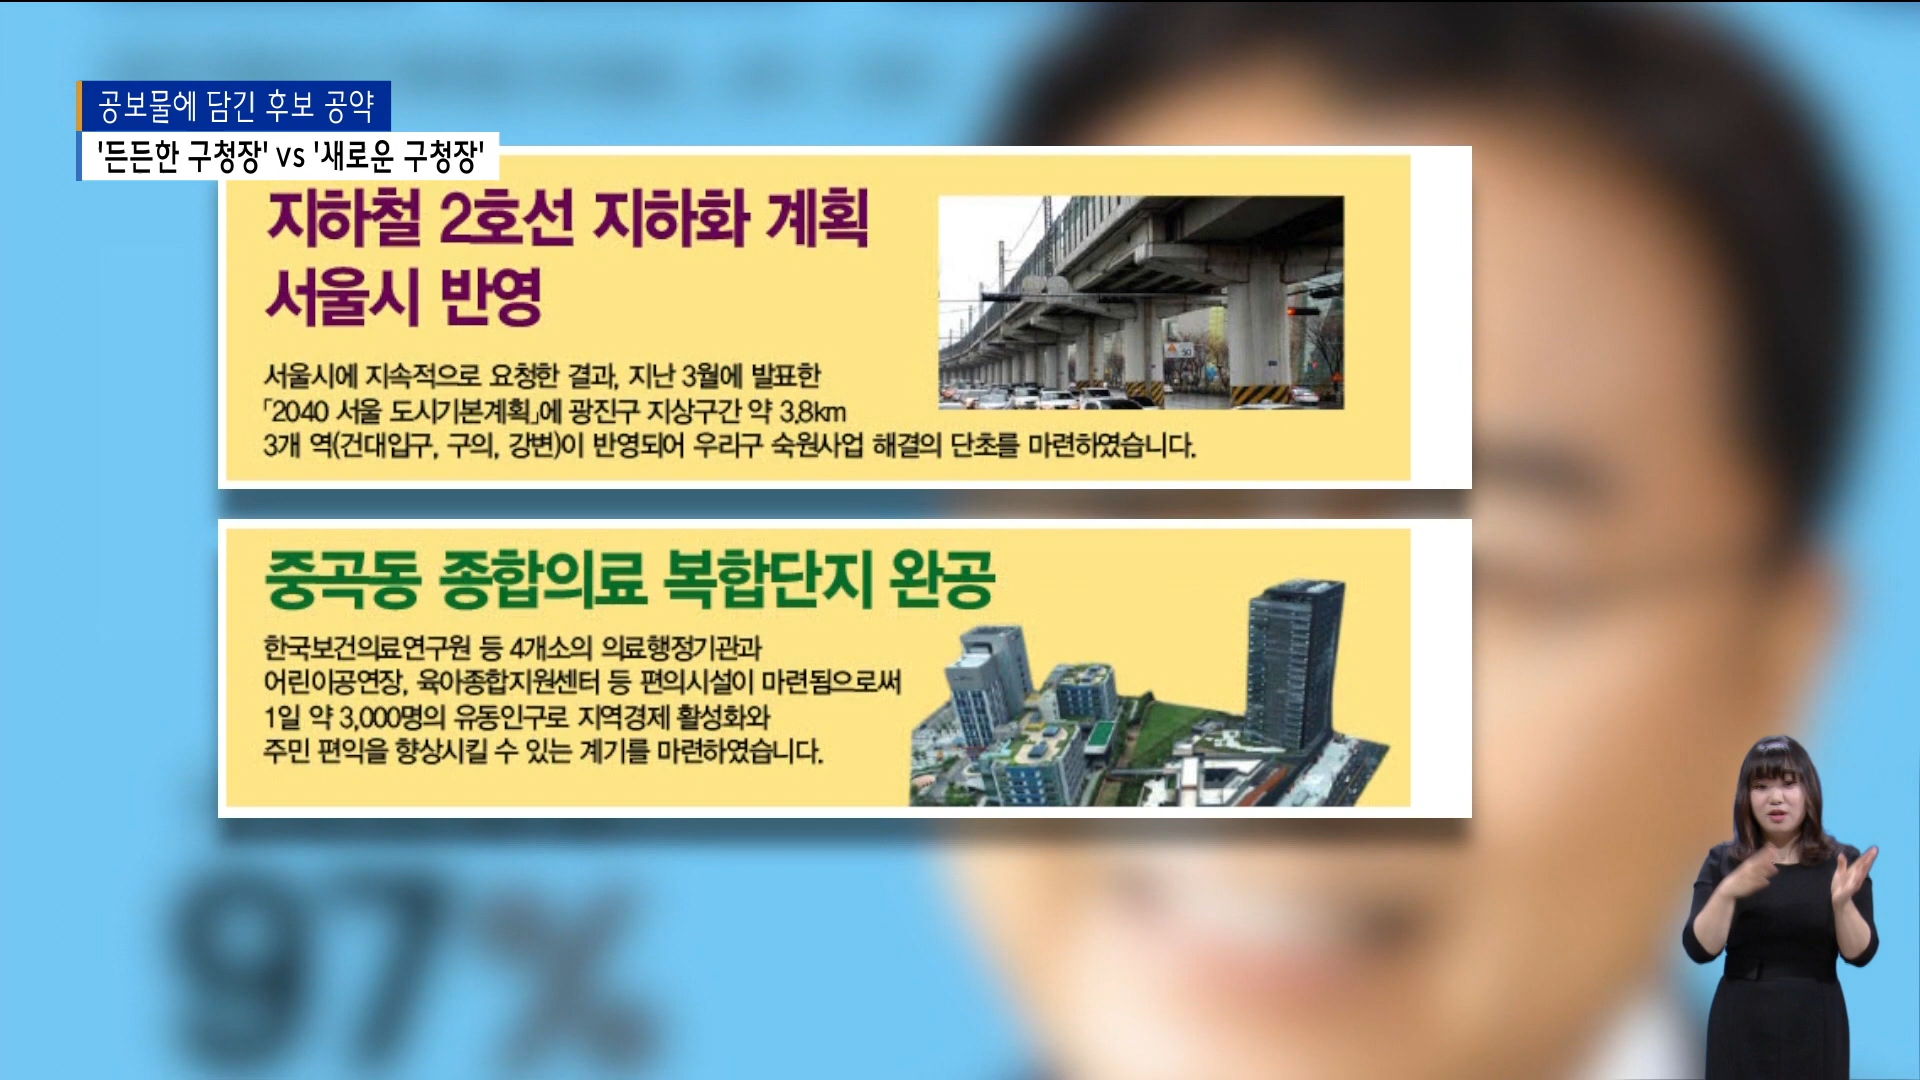 공보물에 담긴 후보 공약
'든든한 구청장' vs '새로운 구청장'
지하철 2호선 지하화 계획
서울시 반영
서울시에 지속적으로 요청한 결과, 지난 3월에 발표한
「2040 서울 도시기본계획」에 광진구 지상구간 약 3.8km
3개 역(건대입구, 구의, 강변)이 반영되어 우리구 숙원사업 해결의 단초를 마련하였습니다.
50
중곡동 종합의료 복합단지 완공
한국보건의료연구원 등 4개소의 의료행정기관과
어린이공연장, 육아종합지원센터 등 편의시설이 마련됨으로써
1일 약 3,000명의 유동인구로 지역경제 활성화와
주민 편익을 향상시킬 수 있는 계기를 마련하였습니다.
97%